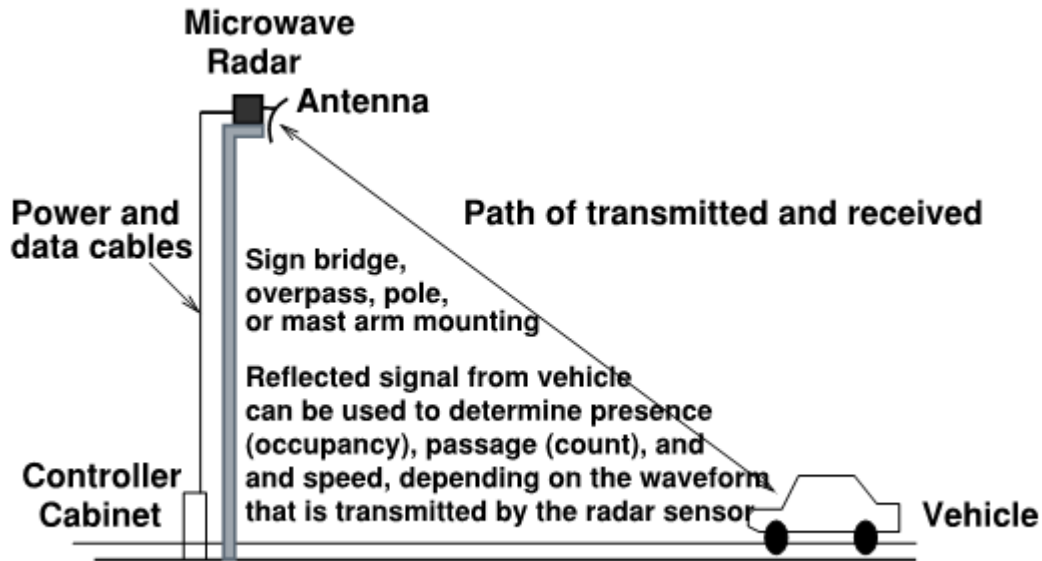 Microwave
Radar
Antenna
Power and
data cables
Path of transmitted and received
Sign bridge,
overpass, pole,
or mast arm mounting
Reflected signal from vehicle
can be used to determine presence
(occupancy), passage (count), and
and speed, depending on the waveform
that is transmitted by the radar sensor
Controller
Cabinet
Vehicle